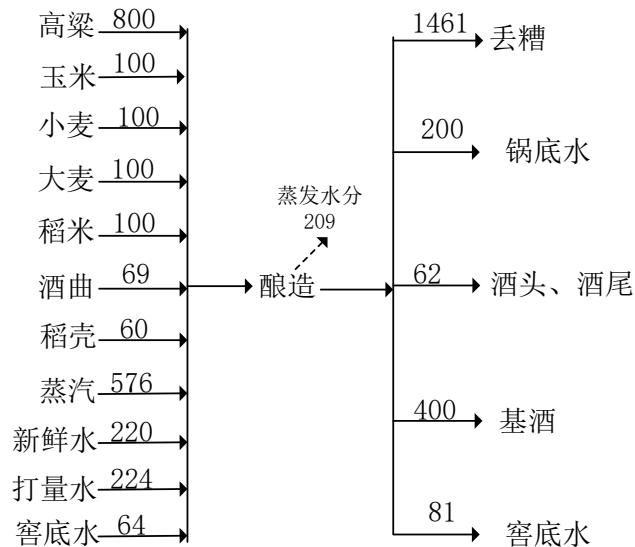 高粱 800
玉米 100
小麦 100
大麦 100
稻米 100
酒曲 69
稻壳 60
蒸汽 576
新鲜水 220
打量水 224
窖底水 64
蒸发水分
209
酿造
1461 丢糟
200 锅底水
62 酒头、酒尾
400 基酒
81 窖底水